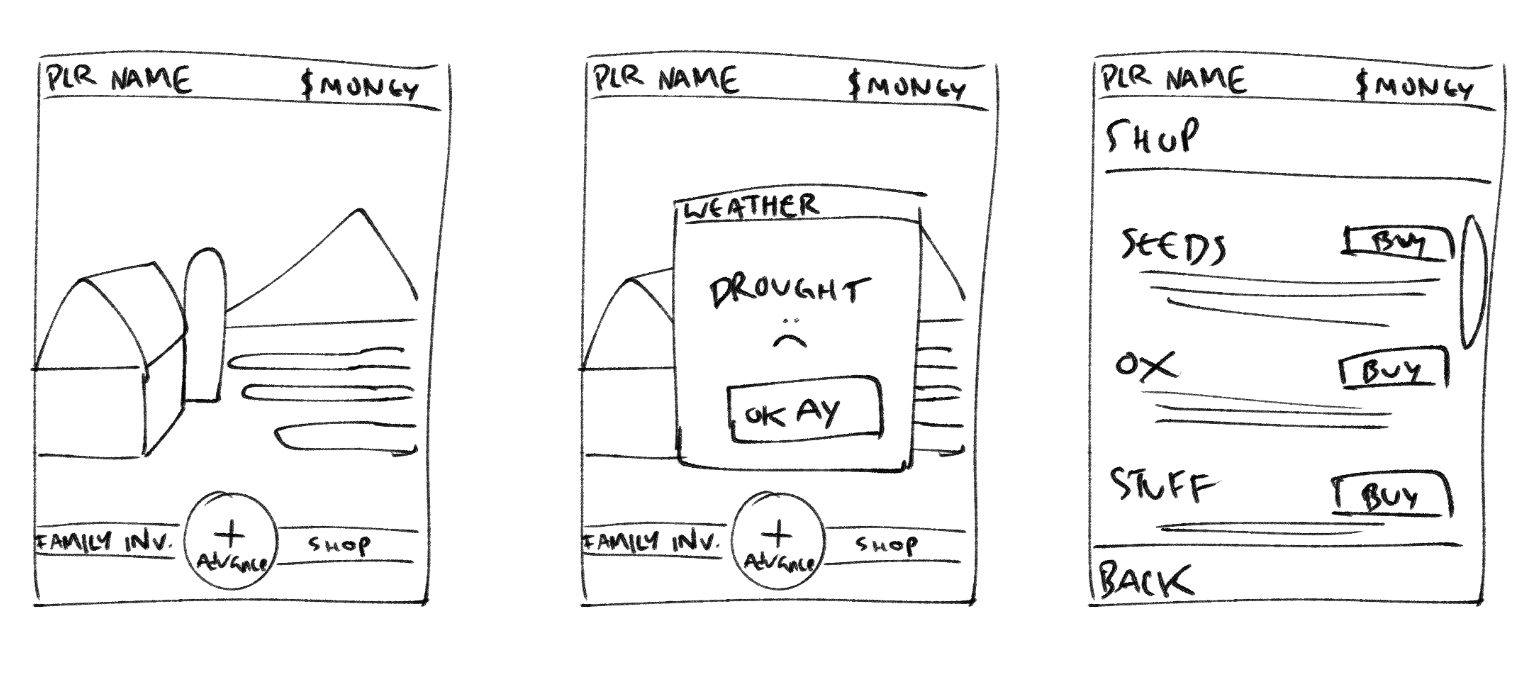 PLR NAME $MONEY
FAMILY INV. + Advance SHOP
PLR NAME $MONEY
WEATHER
DROUGHT
OKAY
FAMILY INV. + Advance SHOP
PLR NAME $MONEY
SHOP
SEEDS BUY
OX BUY
STUFF BUY
BACK